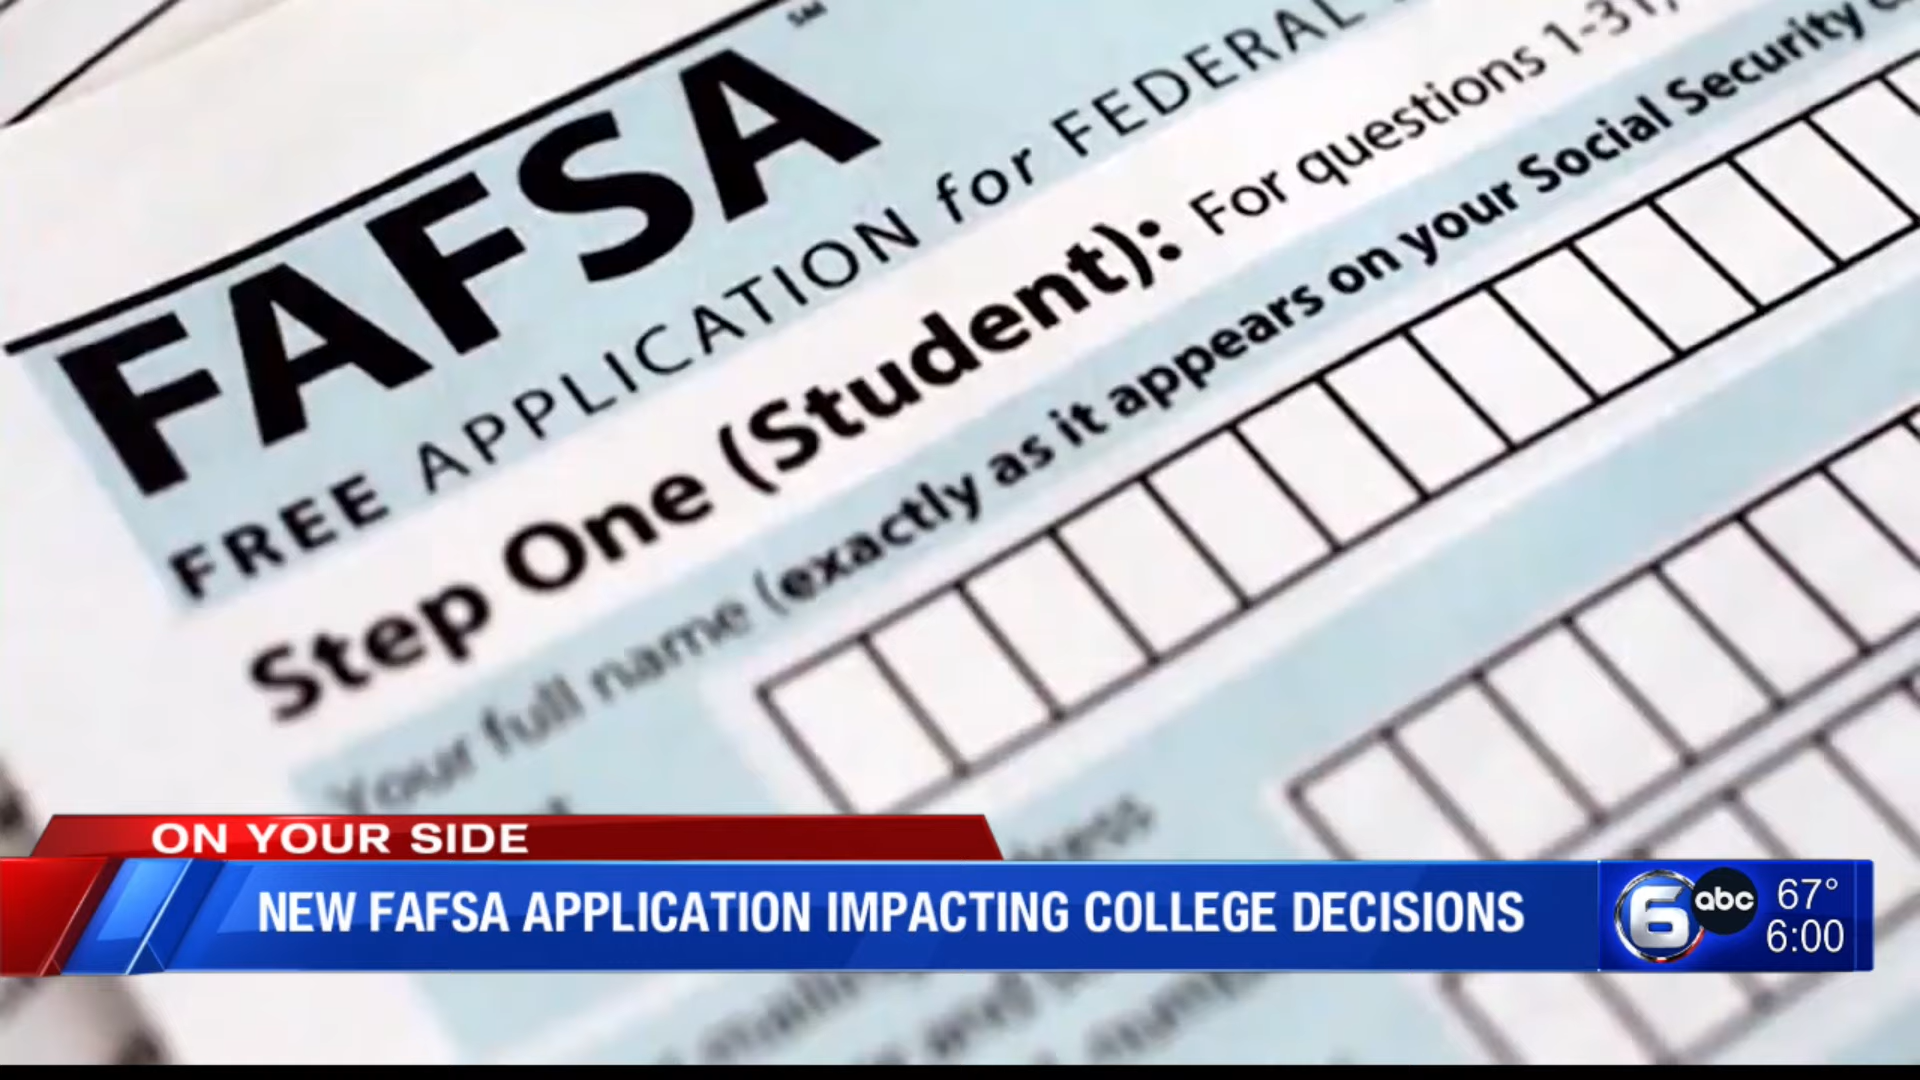 SM
FAFSA
FREE APPLICATION for FEDERAL
Step One (Student): For questions 1-31,
Your full name (exactly as it appears on your Social Security
ON YOUR SIDE
NEW FAFSA APPLICATION IMPACTING COLLEGE DECISIONS
6 abc 67°
6:00